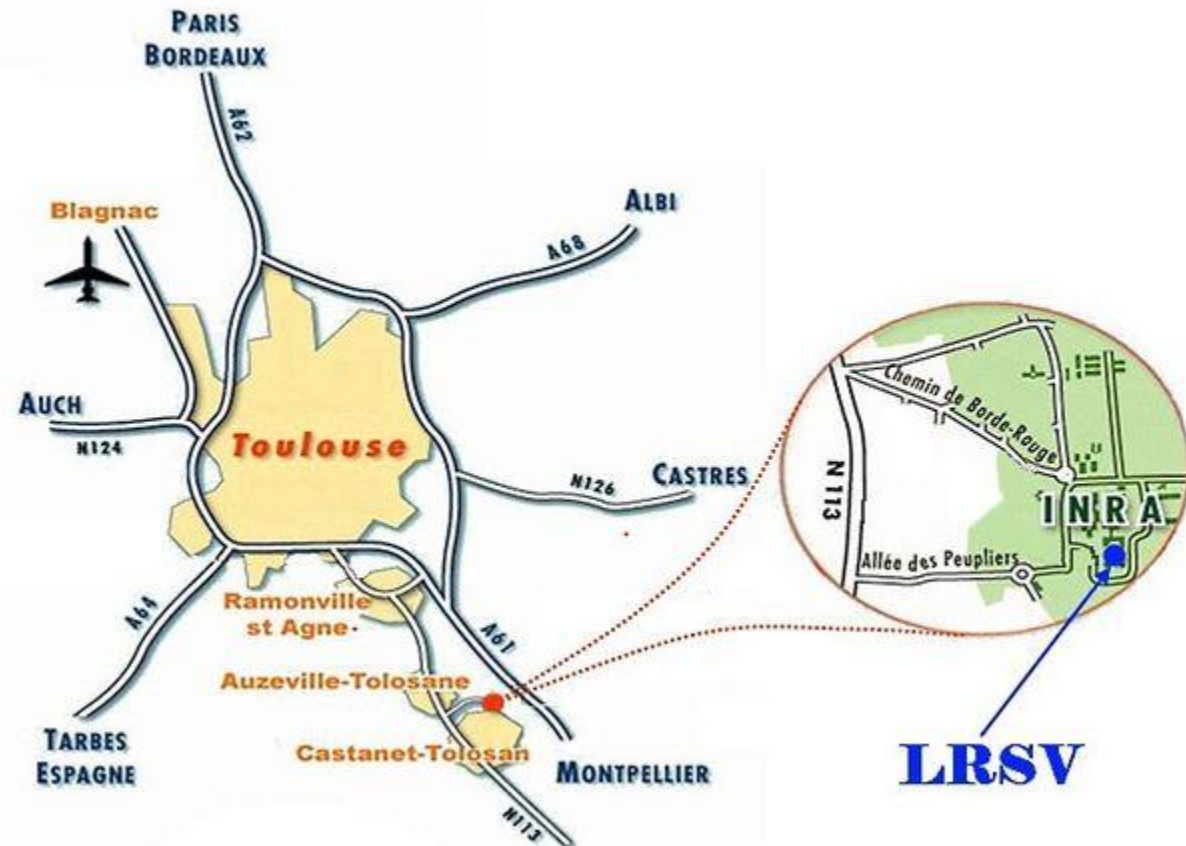 PARIS
BORDEAUX
A62
Blagnac
ALBI
A68
AUCH
N124
Toulouse
CASTRES
N126
Chemin de Borde-Rouge
N 113
INRA
Allée des Peupliers
A64
Ramonville
st Agne-
A61
Auzeville-Tolosane
Castanet-Tolosan
TARBES
ESPAGNE
MONTPELLIER
N113
LRSV